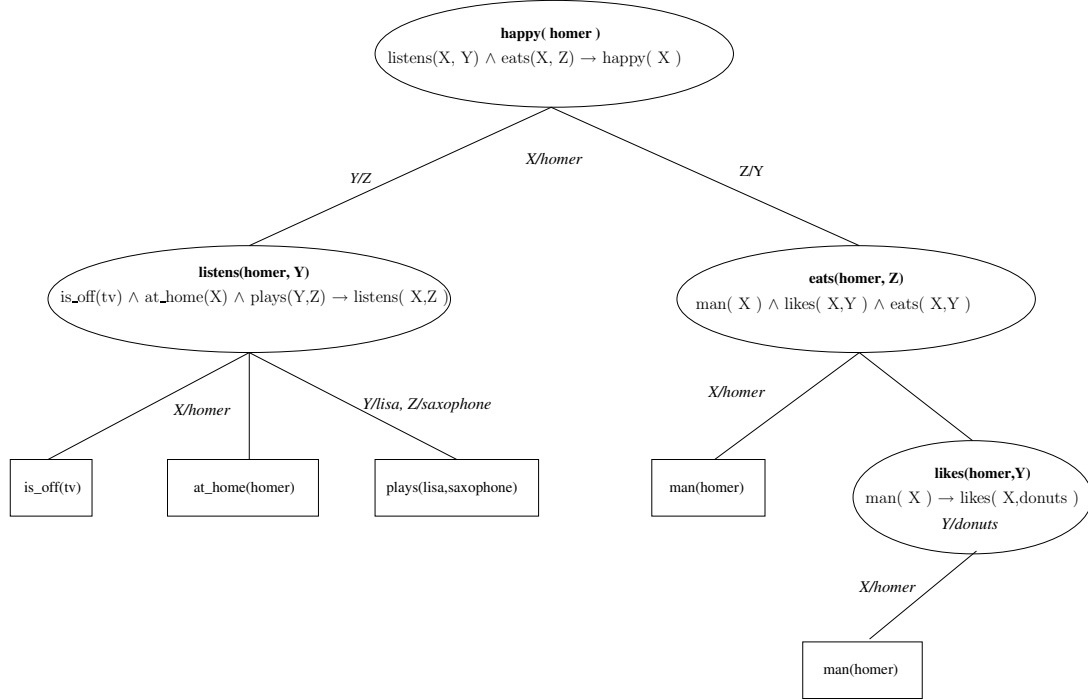 happy( homer )
listens(X, Y) ∧ eats(X, Z) → happy( X )
X/homer
Y/Z
Z/Y
listens(homer, Y)
is_off(tv) ∧ at_home(X) ∧ plays(Y,Z) → listens( X,Z )
eats(homer, Z)
man( X ) ∧ likes( X,Y ) ∧ eats( X,Y )
X/homer
Y/lisa, Z/saxophone
X/homer
is_off(tv)
at_home(homer)
plays(lisa,saxophone)
man(homer)
likes(homer,Y)
man( X ) → likes( X,donuts )
Y/donuts
X/homer
man(homer)